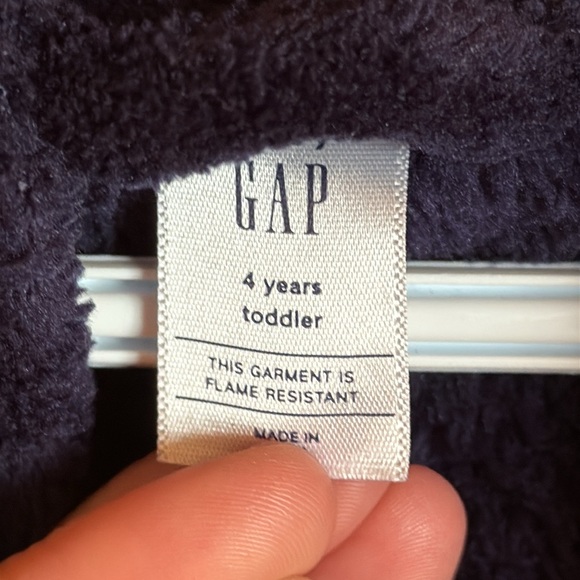 GAP
4 years
toddler
THIS GARMENT IS
FLAME RESISTANT
MADE IN